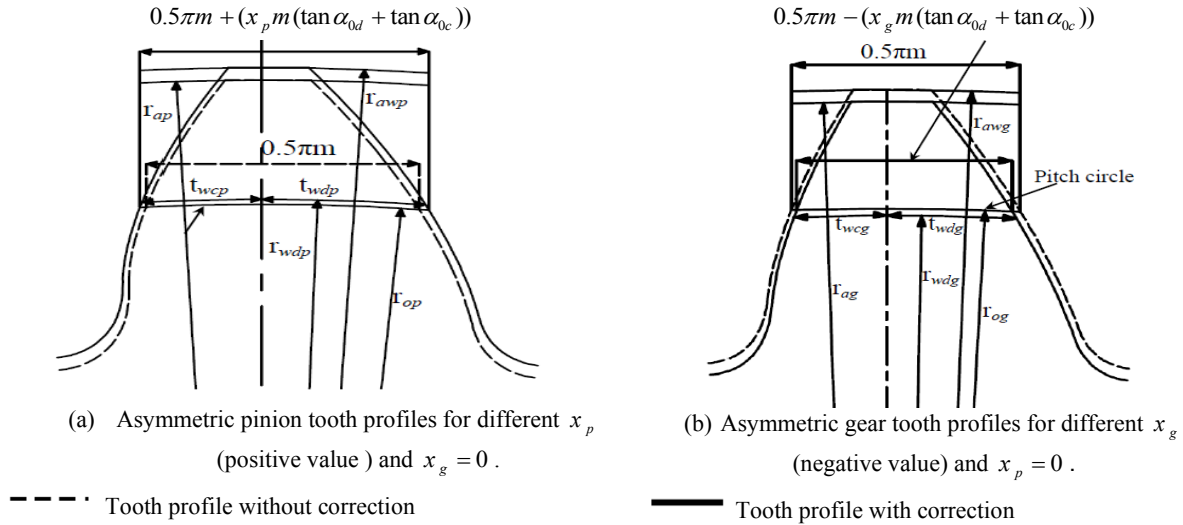 0.5πm + (x_p m (tan α_0d + tan α_0c))
r_ap
r_awp
0.5πm
t_wcp
t_wdp
r_wdp
r_op
(a) Asymmetric pinion tooth profiles for different x_p
(positive value ) and x_g = 0 .
0.5πm − (x_g m (tan α_0d + tan α_0c))
0.5πm
r_awg
Pitch circle
t_wcg
t_wdg
r_wdg
r_ag
r_og
(b) Asymmetric gear tooth profiles for different x_g
(negative value) and x_p = 0 .
Tooth profile without correction
Tooth profile with correction